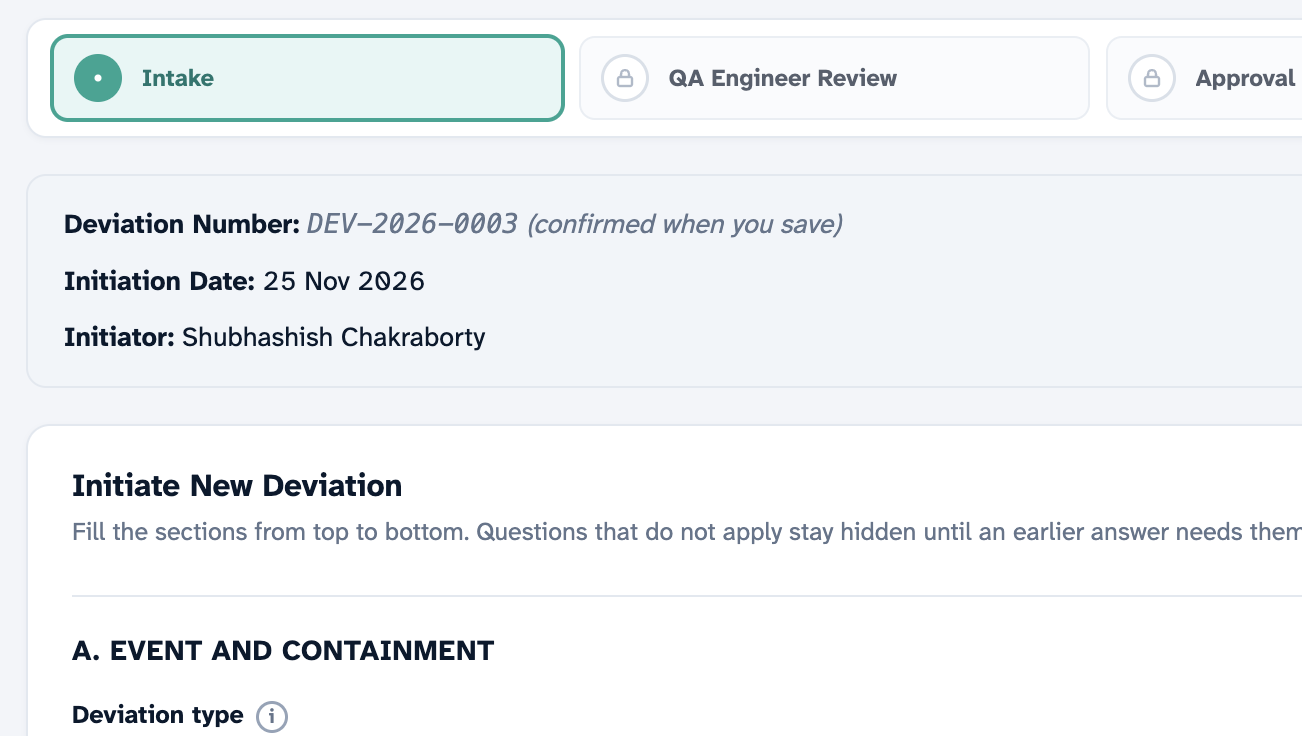 Intake
QA Engineer Review
Approval
Deviation Number: DEV-2026-0003 (confirmed when you save)
Initiation Date: 25 Nov 2026
Initiator: Shubhashish Chakraborty
Initiate New Deviation
Fill the sections from top to bottom. Questions that do not apply stay hidden until an earlier answer needs them
A. EVENT AND CONTAINMENT
Deviation type i